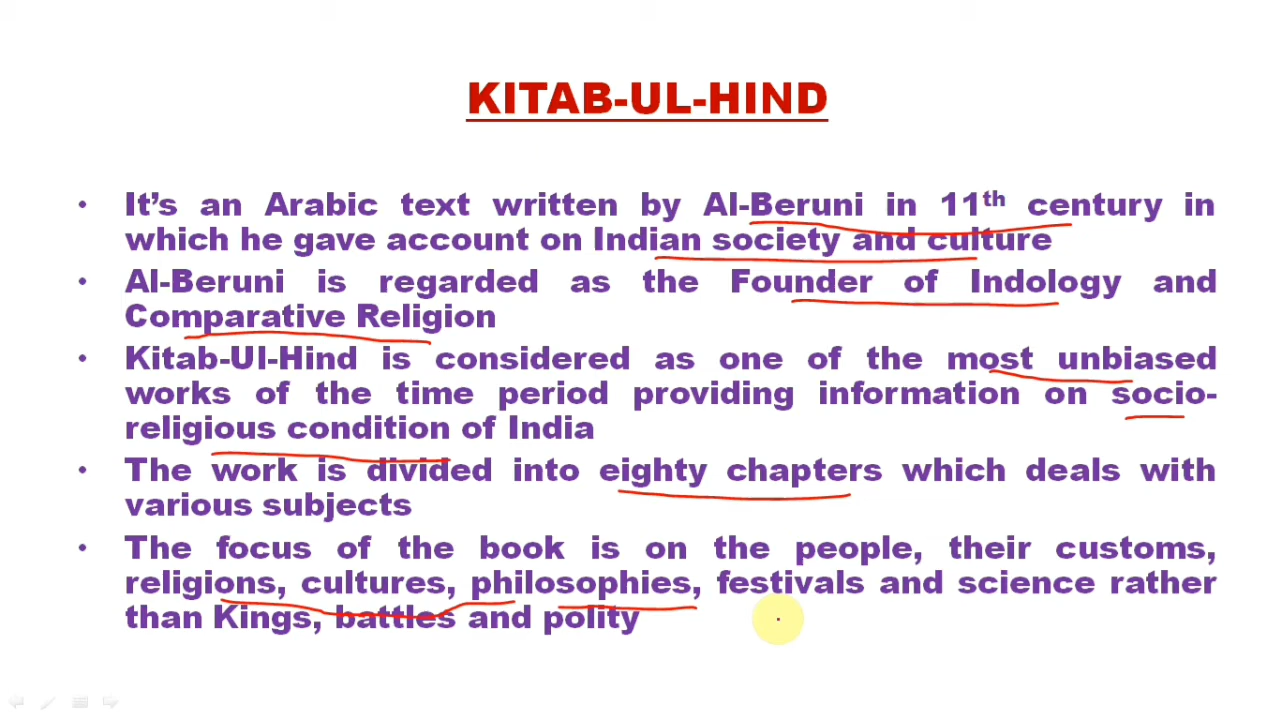 KITAB-UL-HIND
• It's an Arabic text written by Al-Beruni in 11th century in
which he gave account on Indian society and culture
• Al-Beruni is regarded as the Founder of Indology and
Comparative Religion
• Kitab-Ul-Hind is considered as one of the most unbiased
works of the time period providing information on socio-
religious condition of India
• The work is divided into eighty chapters which deals with
various subjects
• The focus of the book is on the people, their customs,
religions, cultures, philosophies, festivals and science rather
than Kings, battles and polity